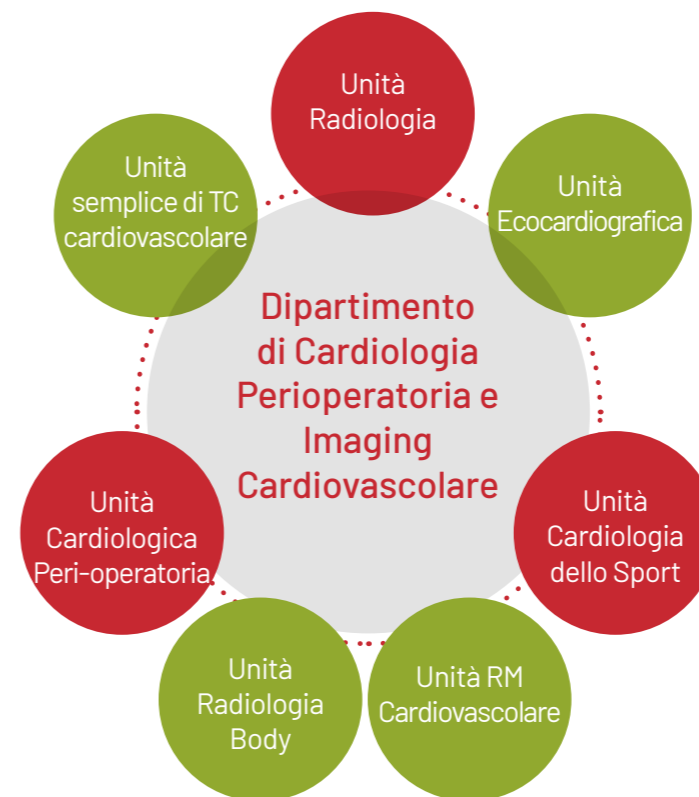 Unità
Radiologia
Unità
semplice di TC
cardiovascolare
Unità
Ecocardiografica
Dipartimento
di Cardiologia
Perioperatoria e
Imaging
Cardiovascolare
Unità
Cardiologica
Peri-operatoria
Unità
Cardiologia
dello Sport
Unità
Radiologia
Body
Unità RM
Cardiovascolare